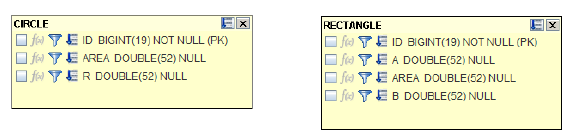 CIRCLE
f(x) ID BIGINT(19) NOT NULL (PK)
f(x) AREA DOUBLE(52) NULL
f(x) R DOUBLE(52) NULL
RECTANGLE
f(x) ID BIGINT(19) NOT NULL (PK)
f(x) A DOUBLE(52) NULL
f(x) AREA DOUBLE(52) NULL
f(x) B DOUBLE(52) NULL